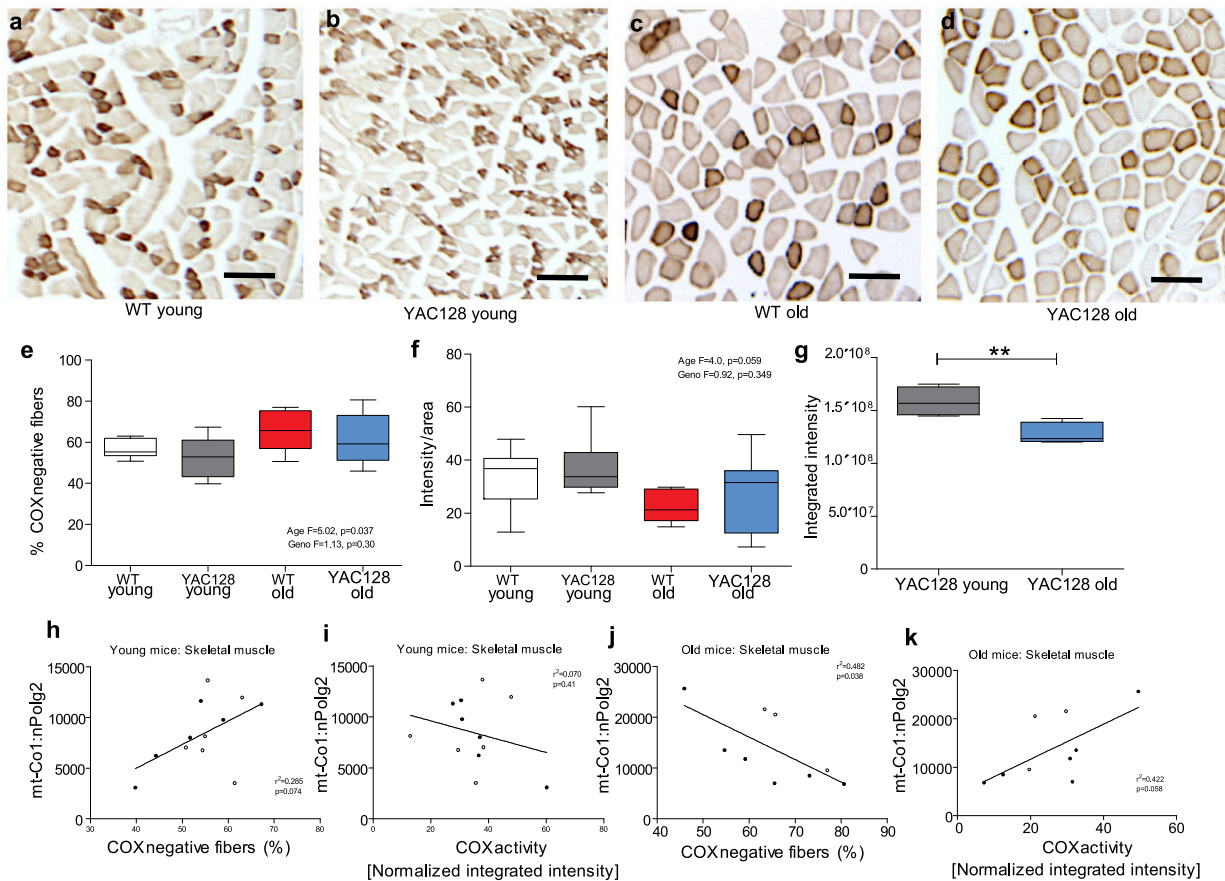 a
b
c
d
WT young
YAC128 young
WT old
YAC128 old
e
% COX negative fibers
100
80
60
40
20
0
Age F=5.02, p=0.037
Geno F=1.13, p=0.30
WT young
YAC128 young
WT old
YAC128 old
f
Intensity/area
80
60
40
20
0
Age F=4.0, p=0.059
Geno F=0.92, p=0.349
WT young
YAC128 young
WT old
YAC128 old
g
Integrated intensity
2.0*10^8
1.5*10^8
1.0*10^8
5.0*10^7
0
**
YAC128 young
YAC128 old
h
Young mice: Skeletal muscle
mt-Co1:nPolg2
15000
10000
5000
0
r²=0.285
p=0.074
30 40 50 60 70 80
COX negative fibers (%)
i
Young mice: Skeletal muscle
r²=0.070
p=0.41
mt-Co1:nPolg2
15000
10000
5000
0
0 20 40 60 80
COX activity
[Normalized integrated intensity]
j
Old mice: Skeletal muscle
r²=0.482
p=0.038
mt-Co1:nPolg2
30000
20000
10000
0
40 50 60 70 80 90
COX negative fibers (%)
k
Old mice: Skeletal muscle
mt-Co1:nPolg2
30000
20000
10000
0
r²=0.422
p=0.058
0 20 40 60
COX activity
[Normalized integrated intensity]